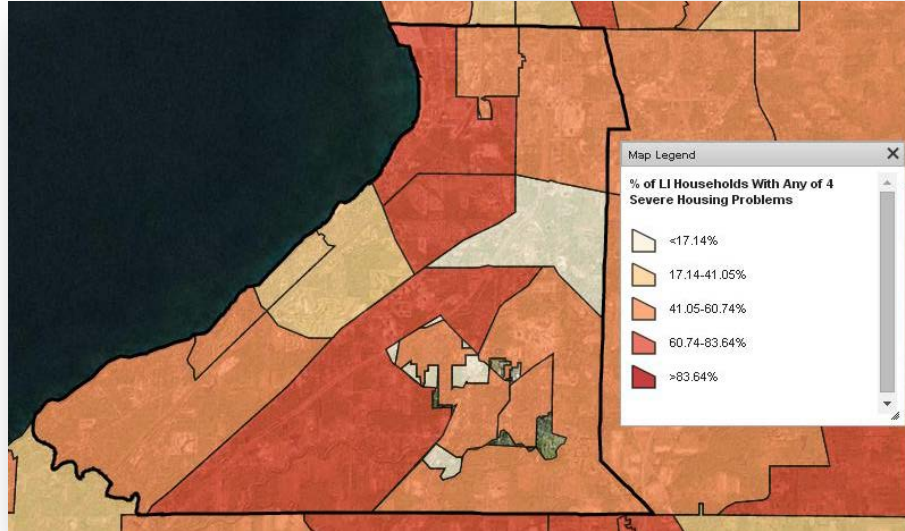 Map Legend
% of LI Households With Any of 4
Severe Housing Problems
<17.14%
17.14-41.05%
41.05-60.74%
60.74-83.64%
>83.64%